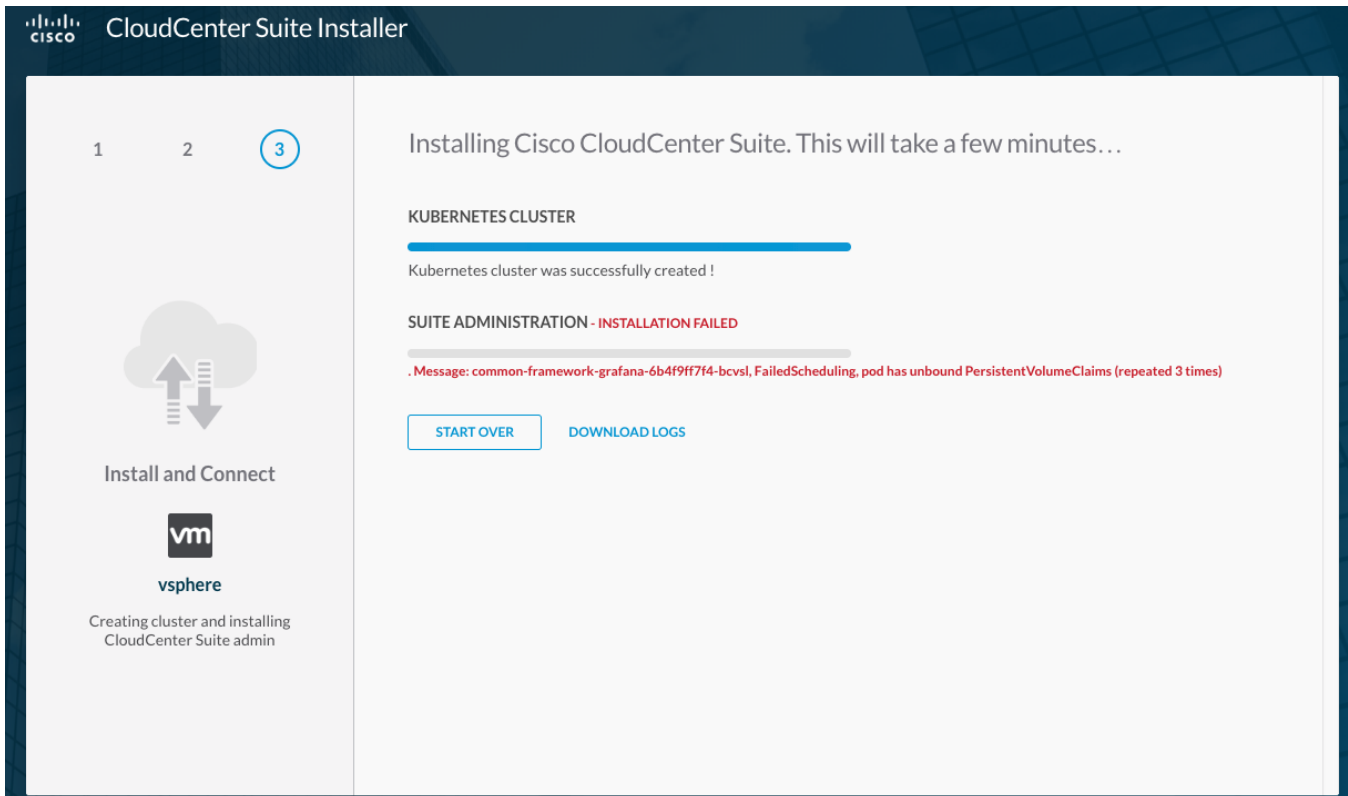 CISCO
CloudCenter Suite Installer
1
2
3
Install and Connect
vm
vsphere
Creating cluster and installing
CloudCenter Suite admin
Installing Cisco CloudCenter Suite. This will take a few minutes…
KUBERNETES CLUSTER
Kubernetes cluster was successfully created !
SUITE ADMINISTRATION - INSTALLATION FAILED
. Message: common-framework-grafana-6b4f9ff7f4-bcvsl, FailedScheduling, pod has unbound PersistentVolumeClaims (repeated 3 times)
START OVER
DOWNLOAD LOGS